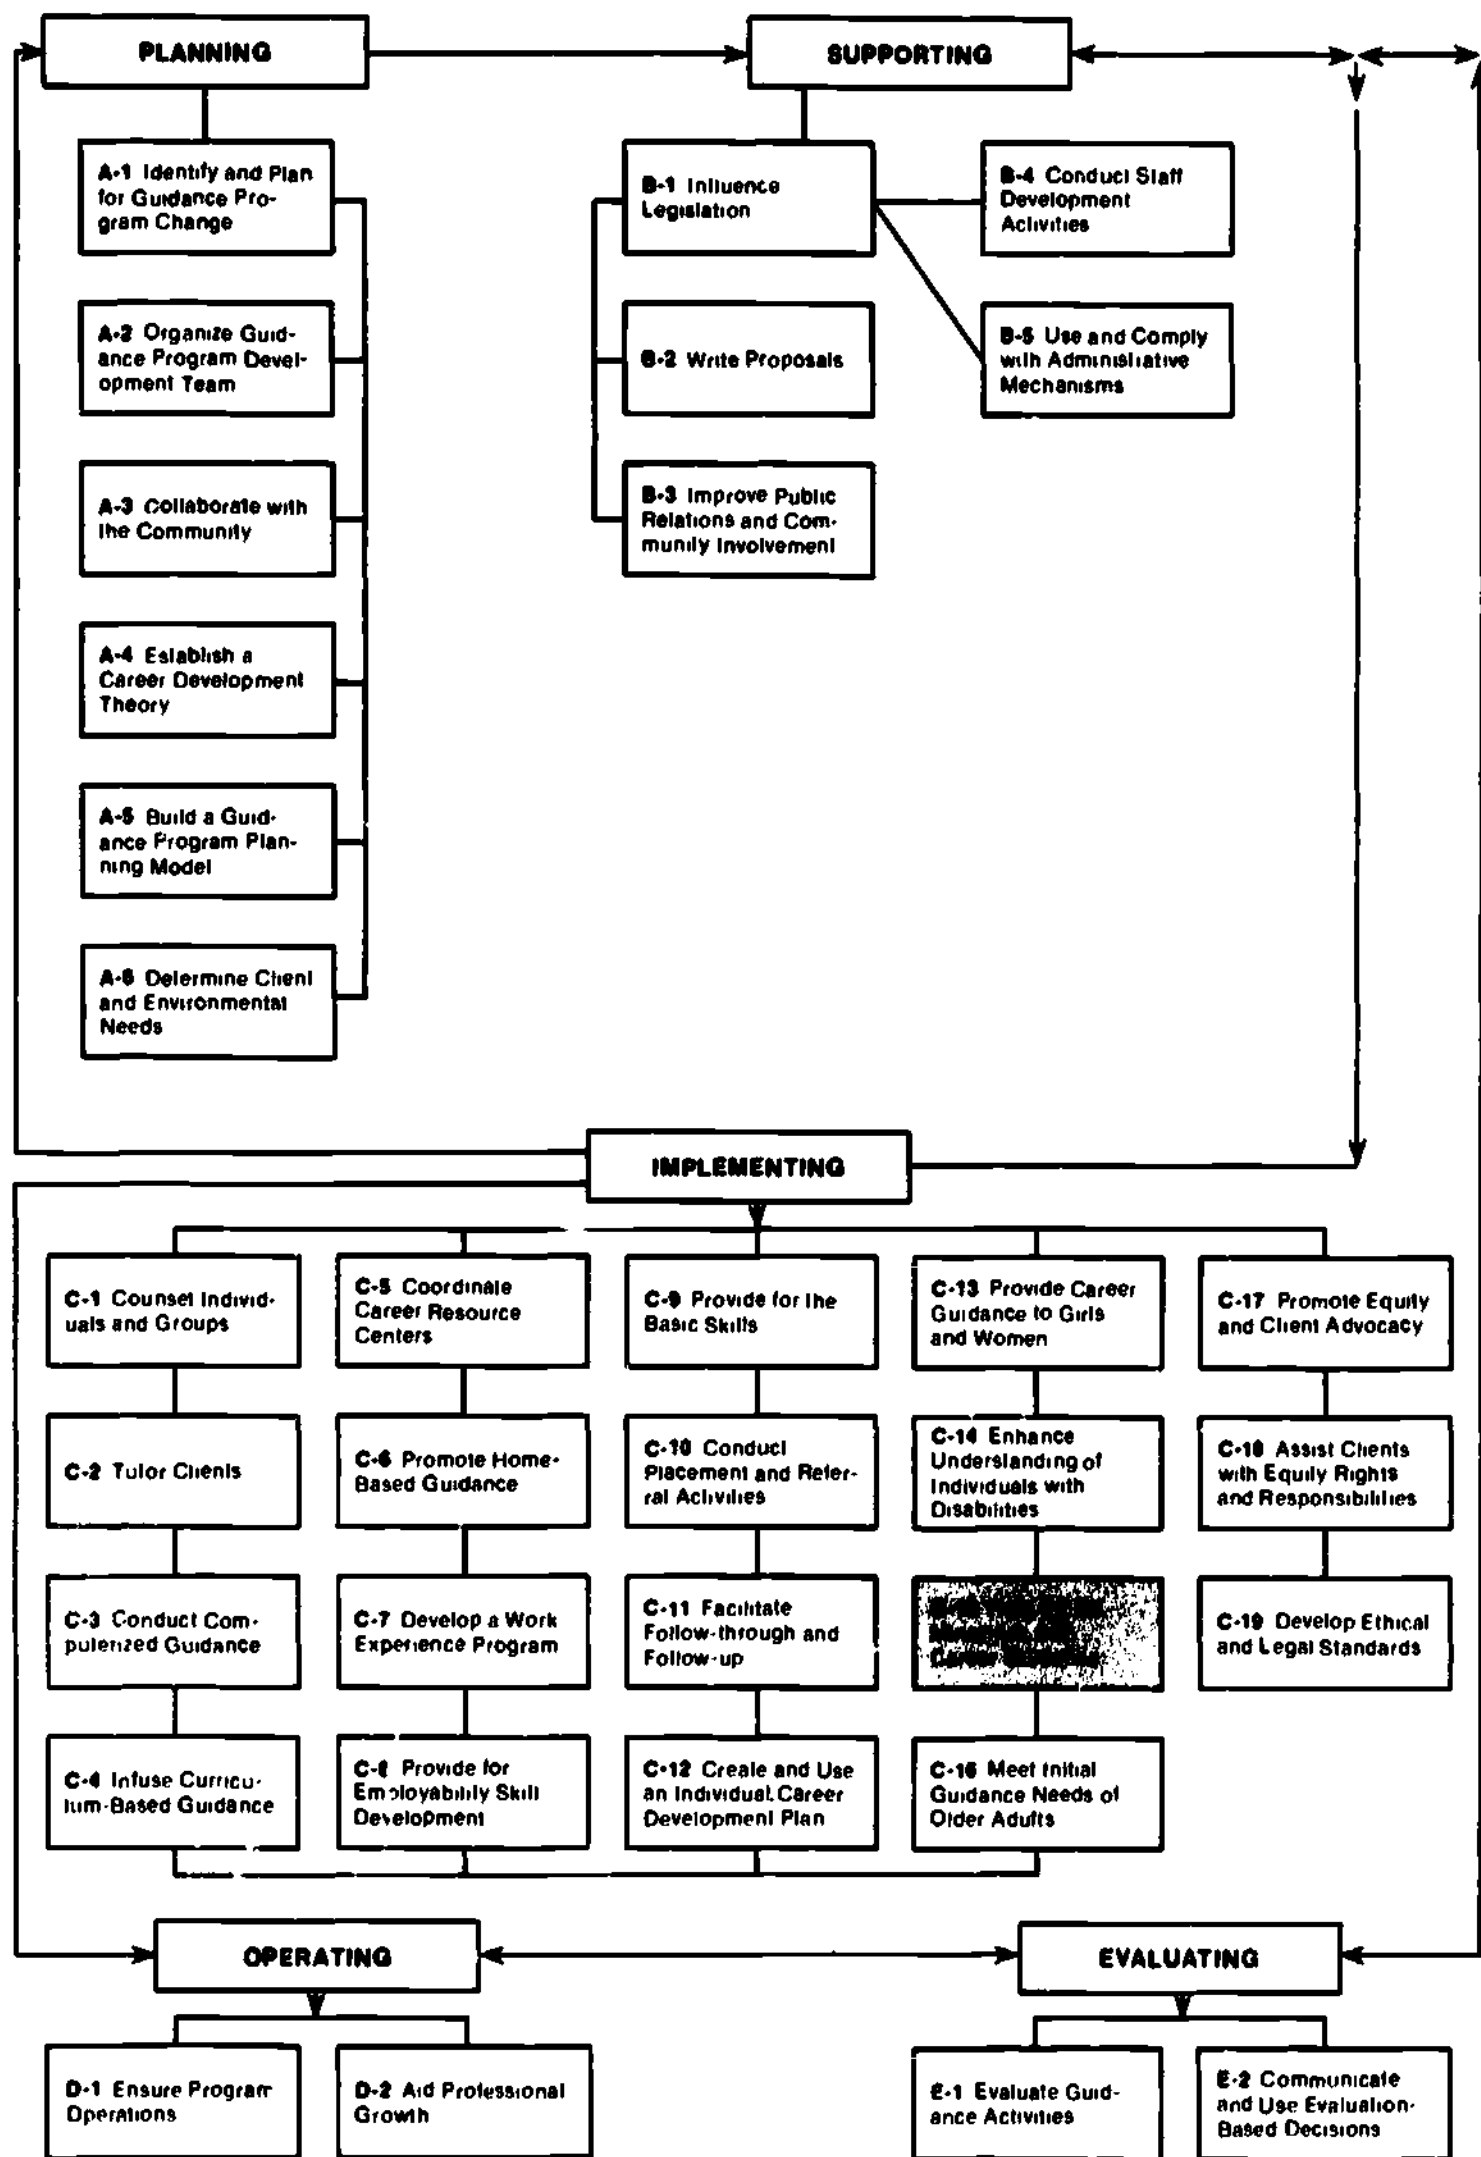 PLANNING
SUPPORTING
A-1 Identify and Plan
for Guidance Pro-
gram Change
A-2 Organize Guid-
ance Program Devel-
opment Team
A-3 Collaborate with
the Community
A-4 Establish a
Career Development
Theory
A-5 Build a Guid-
ance Program Plan-
ning Model
A-6 Determine Client
and Environmental
Needs
B-1 Influence
Legislation
B-2 Write Proposals
B-3 Improve Public
Relations and Com-
munity Involvement
B-4 Conduct Staff
Development
Activities
B-5 Use and Comply
with Administrative
Mechanisms
IMPLEMENTING
C-1 Counsel Individ-
uals and Groups
C-2 Tutor Clients
C-3 Conduct Com-
puterized Guidance
C-4 Infuse Curricu-
lum-Based Guidance
C-5 Coordinate
Career Resource
Centers
C-6 Promote Home-
Based Guidance
C-7 Develop a Work
Experience Program
C-8 Provide for
Employability Skill
Development
C-9 Provide for the
Basic Skills
C-10 Conduct
Placement and Refer-
ral Activities
C-11 Facilitate
Follow-through and
Follow-up
C-12 Create and Use
an Individual Career
Development Plan
C-13 Provide Career
Guidance to Girls
and Women
C-14 Enhance
Understanding of
Individuals with
Disabilities
Career
C-16 Meet Initial
Guidance Needs of
Older Adults
C-17 Promote Equity
and Client Advocacy
C-18 Assist Clients
with Equity Rights
and Responsibilities
C-19 Develop Ethical
and Legal Standards
OPERATING
EVALUATING
D-1 Ensure Program
Operations
D-2 Aid Professional
Growth
E-1 Evaluate Guid-
ance Activities
E-2 Communicate
and Use Evaluation-
Based Decisions